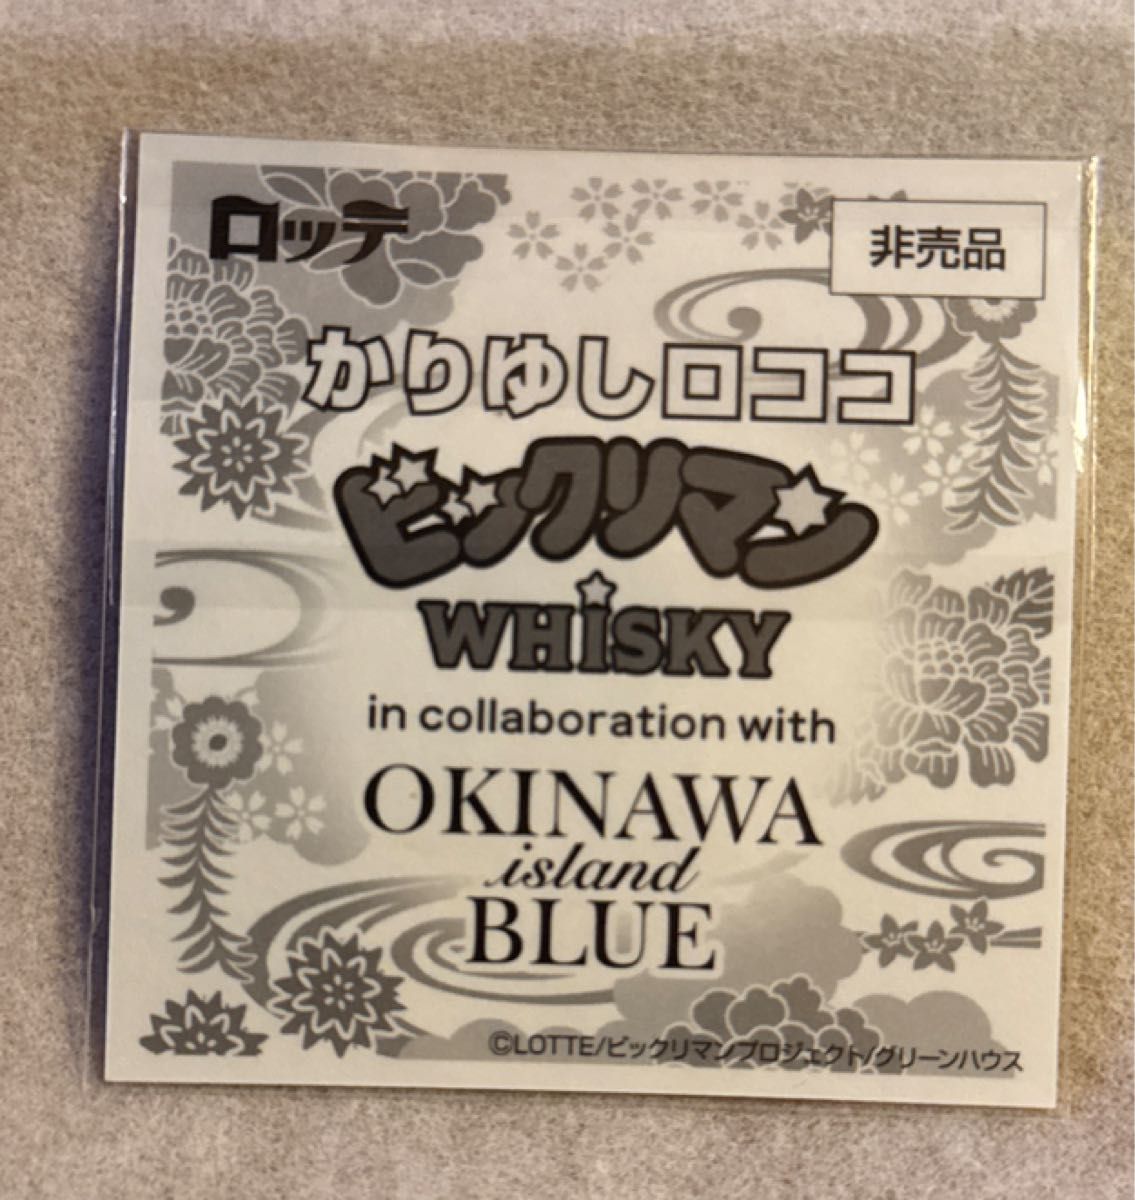 ロッテ
非売品
かりゆしロココ
ビックリマン
WHiSKY
in collaboration with
OKINAWA
island
BLUE
©LOTTE/ビックリマンプロジェクト/グリーンハウス